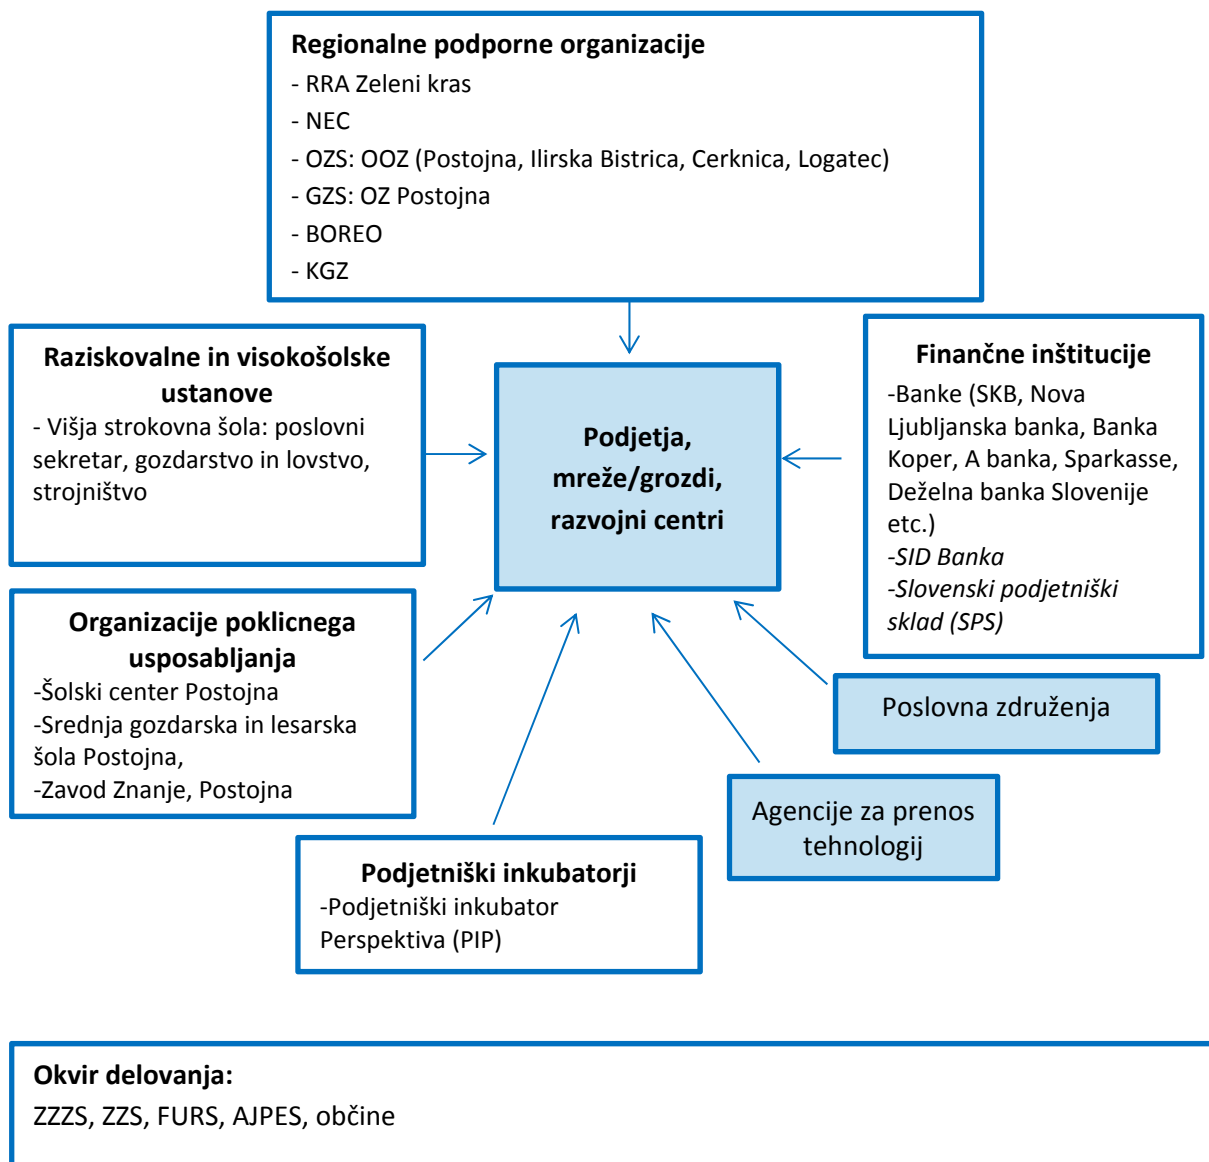 Regionalne podporne organizacije
- RRA Zeleni kras
- NEC
- OZS: OOZ (Postojna, Ilirska Bistrica, Cerknica, Logatec)
- GZS: OZ Postojna
- BOREO
- KGZ
Raziskovalne in visokošolske
ustanove
- Višja strokovna šola: poslovni
sekretar, gozdarstvo in lovstvo,
strojništvo
Podjetja,
mreže/grozdi,
razvojni centri
Finančne inštitucije
-Banke (SKB, Nova
Ljubljanska banka, Banka
Koper, A banka, Sparkasse,
Deželna banka Slovenije
etc.)
-SID Banka
-Slovenski podjetniški
sklad (SPS)
Organizacije poklicnega
usposabljanja
-Šolski center Postojna
-Srednja gozdarska in lesarska
šola Postojna,
-Zavod Znanje, Postojna
Poslovna združenja
Agencije za prenos
tehnologij
Podjetniški inkubatorji
-Podjetniški inkubator
Perspektiva (PIP)
Okvir delovanja:
ZZZS, ZZS, FURS, AJPES, občine